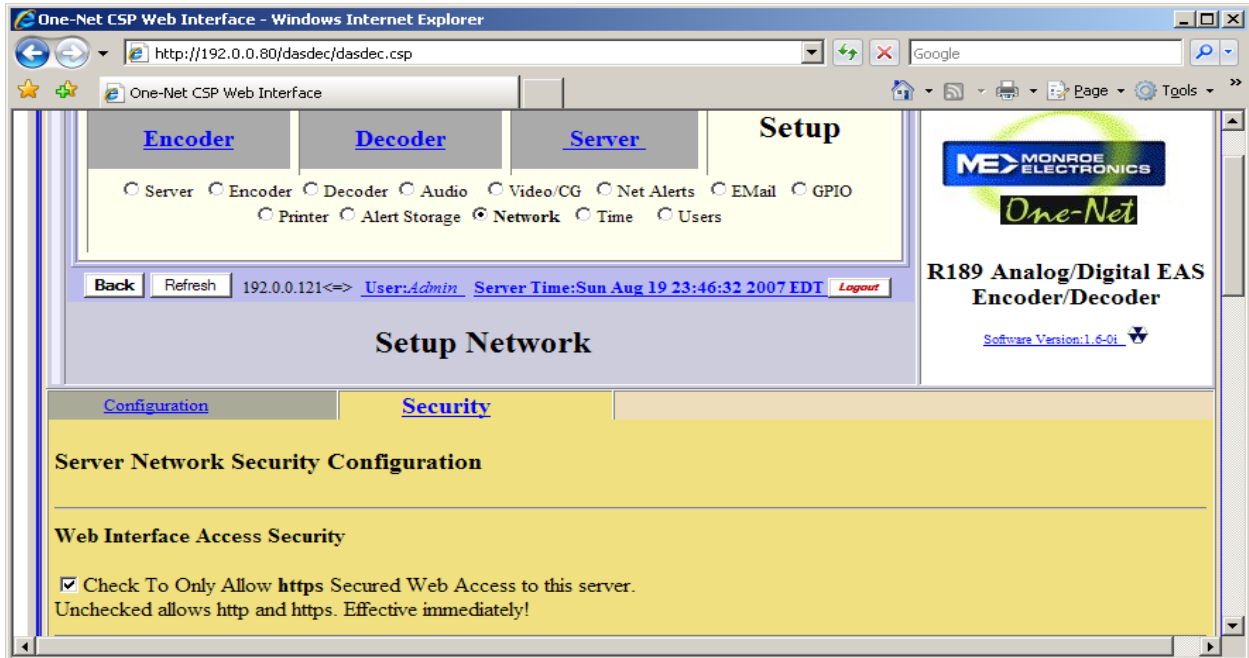 One-Net CSP Web Interface - Windows Internet Explorer
http://192.0.0.80/dasdec/dasdec.csp
Google
One-Net CSP Web Interface
Page
Tools
»
Encoder
Decoder
Server
Setup
Server Encoder Decoder Audio Video/CG Net Alerts EMail GPIO
Printer Alert Storage Network Time Users
Back Refresh 192.0.0.121<=> User:Admin Server Time:Sun Aug 19 23:46:32 2007 EDT Logout
Setup Network
ME MONROE
ELECTRONICS
One-Net
R189 Analog/Digital EAS
Encoder/Decoder
Software Version:1.6-0i
Configuration
Security
Server Network Security Configuration
Web Interface Access Security
Check To Only Allow https Secured Web Access to this server.
Unchecked allows http and https. Effective immediately!